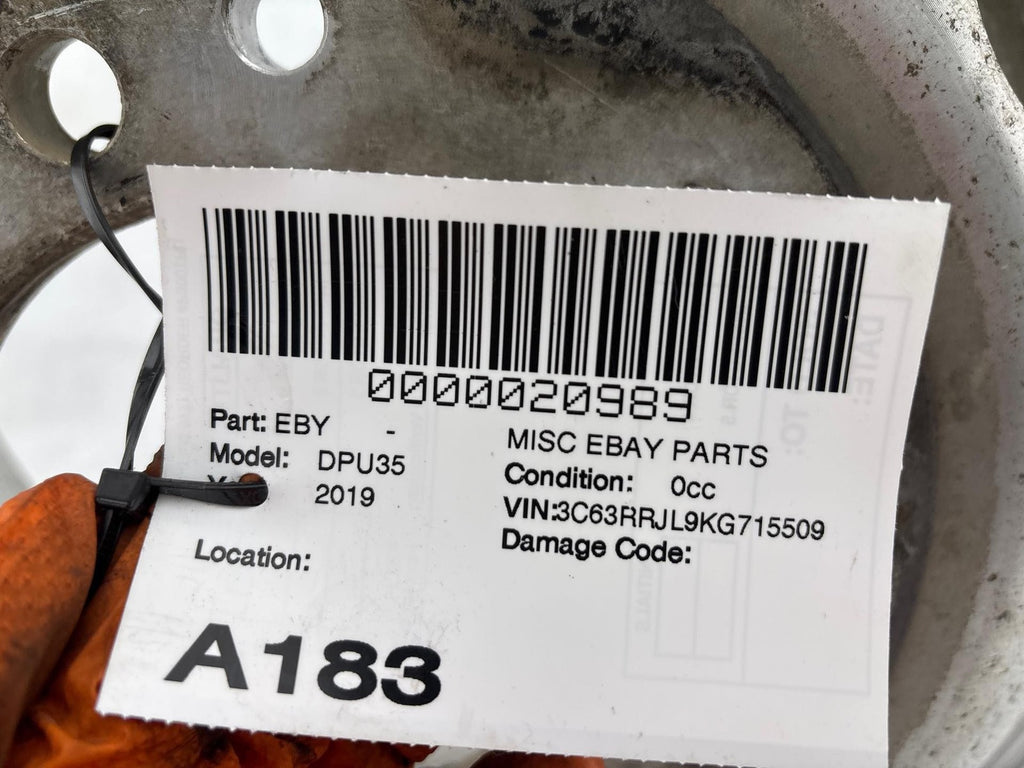 0000020989
Part: EBY -
MISC EBAY PARTS
Model: DPU35
Condition: 0cc
2019
VIN:3C63RRJL9KG715509
Damage Code:
Location:
A183